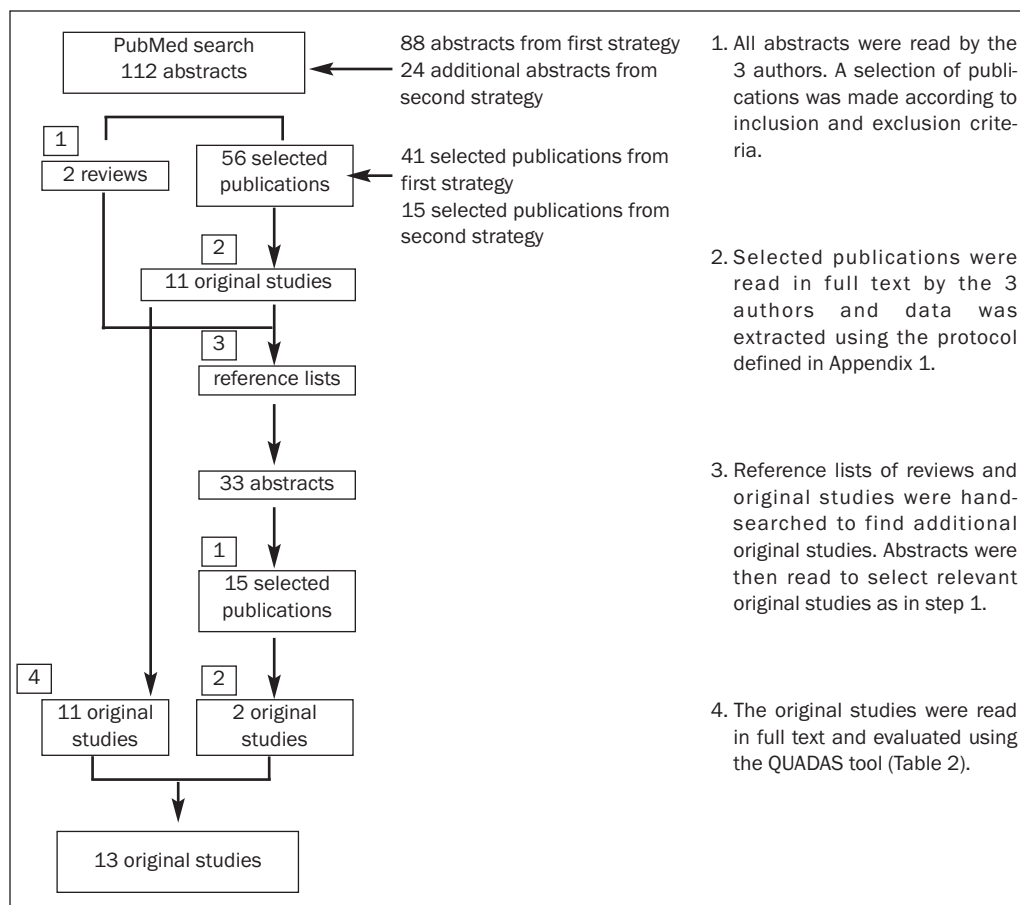 PubMed search
112 abstracts
88 abstracts from first strategy
24 additional abstracts from
second strategy
1
2 reviews
56 selected
publications
41 selected publications from
first strategy
15 selected publications from
second strategy
2
11 original studies
3
reference lists
33 abstracts
1
15 selected
publications
4
11 original
studies
2
2 original
studies
13 original studies
1. All abstracts were read by the
3 authors. A selection of publi-
cations was made according to
inclusion and exclusion crite-
ria.
2. Selected publications were
read in full text by the 3
authors and data was
extracted using the protocol
defined in Appendix 1.
3. Reference lists of reviews and
original studies were hand-
searched to find additional
original studies. Abstracts were
then read to select relevant
original studies as in step 1.
4. The original studies were read
in full text and evaluated using
the QUADAS tool (Table 2).